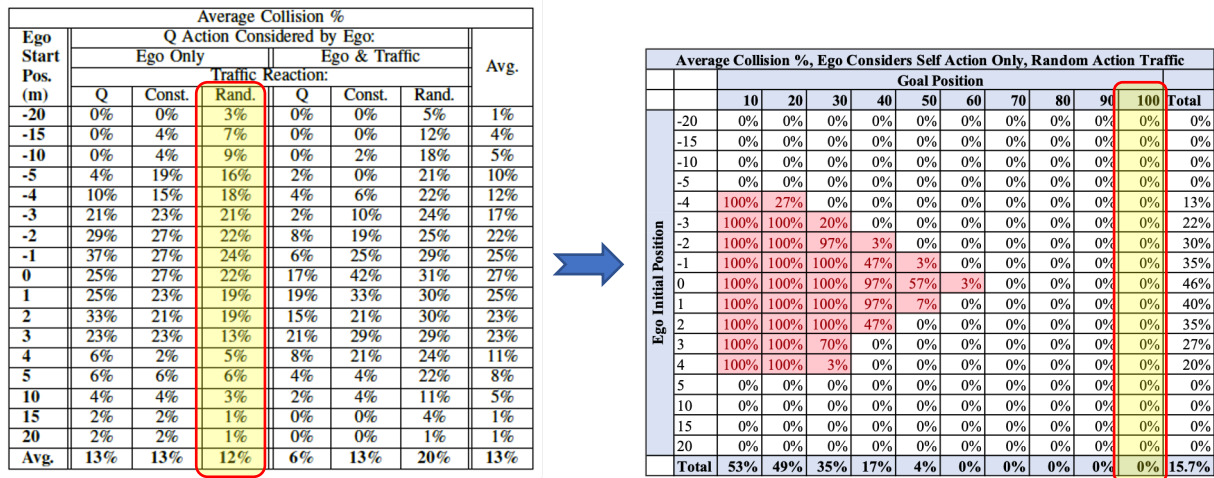 Average Collision %
Ego Start Pos. (m) Q Action Considered by Ego: Avg.
Ego Only Ego & Traffic
Traffic Reaction:
Q Const. Rand. Q Const. Rand.
-20 0% 0% 3% 0% 0% 5% 1%
-15 0% 4% 7% 0% 0% 12% 4%
-10 0% 4% 9% 0% 2% 18% 5%
-5 4% 19% 16% 2% 0% 21% 10%
-4 10% 15% 18% 4% 6% 22% 12%
-3 21% 23% 21% 2% 10% 24% 17%
-2 29% 27% 22% 8% 19% 25% 22%
-1 37% 27% 24% 6% 25% 29% 25%
0 25% 27% 22% 17% 42% 31% 27%
1 25% 23% 19% 19% 33% 30% 25%
2 33% 21% 19% 15% 21% 30% 23%
3 23% 23% 13% 21% 29% 29% 23%
4 6% 2% 5% 8% 21% 24% 11%
5 6% 6% 6% 4% 4% 22% 8%
10 4% 4% 3% 2% 4% 11% 5%
15 2% 2% 1% 0% 0% 4% 1%
20 2% 2% 1% 0% 0% 1% 1%
Avg. 13% 13% 12% 6% 13% 20% 13%
Average Collision %, Ego Considers Self Action Only, Random Action Traffic
Goal Position
10 20 30 40 50 60 70 80 90 100 Total
Ego Initial Position
-20 0% 0% 0% 0% 0% 0% 0% 0% 0% 0% 0%
-15 0% 0% 0% 0% 0% 0% 0% 0% 0% 0% 0%
-10 0% 0% 0% 0% 0% 0% 0% 0% 0% 0% 0%
-5 0% 0% 0% 0% 0% 0% 0% 0% 0% 0% 0%
-4 100% 27% 0% 0% 0% 0% 0% 0% 0% 0% 13%
-3 100% 100% 20% 0% 0% 0% 0% 0% 0% 0% 22%
-2 100% 100% 97% 3% 0% 0% 0% 0% 0% 0% 30%
-1 100% 100% 100% 47% 3% 0% 0% 0% 0% 0% 35%
0 100% 100% 100% 97% 57% 3% 0% 0% 0% 0% 46%
1 100% 100% 100% 97% 7% 0% 0% 0% 0% 0% 40%
2 100% 100% 100% 47% 0% 0% 0% 0% 0% 0% 35%
3 100% 100% 70% 0% 0% 0% 0% 0% 0% 0% 27%
4 100% 100% 3% 0% 0% 0% 0% 0% 0% 0% 20%
5 0% 0% 0% 0% 0% 0% 0% 0% 0% 0% 0%
10 0% 0% 0% 0% 0% 0% 0% 0% 0% 0% 0%
15 0% 0% 0% 0% 0% 0% 0% 0% 0% 0% 0%
20 0% 0% 0% 0% 0% 0% 0% 0% 0% 0% 0%
Total 53% 49% 35% 17% 4% 0% 0% 0% 0% 0% 15.7%